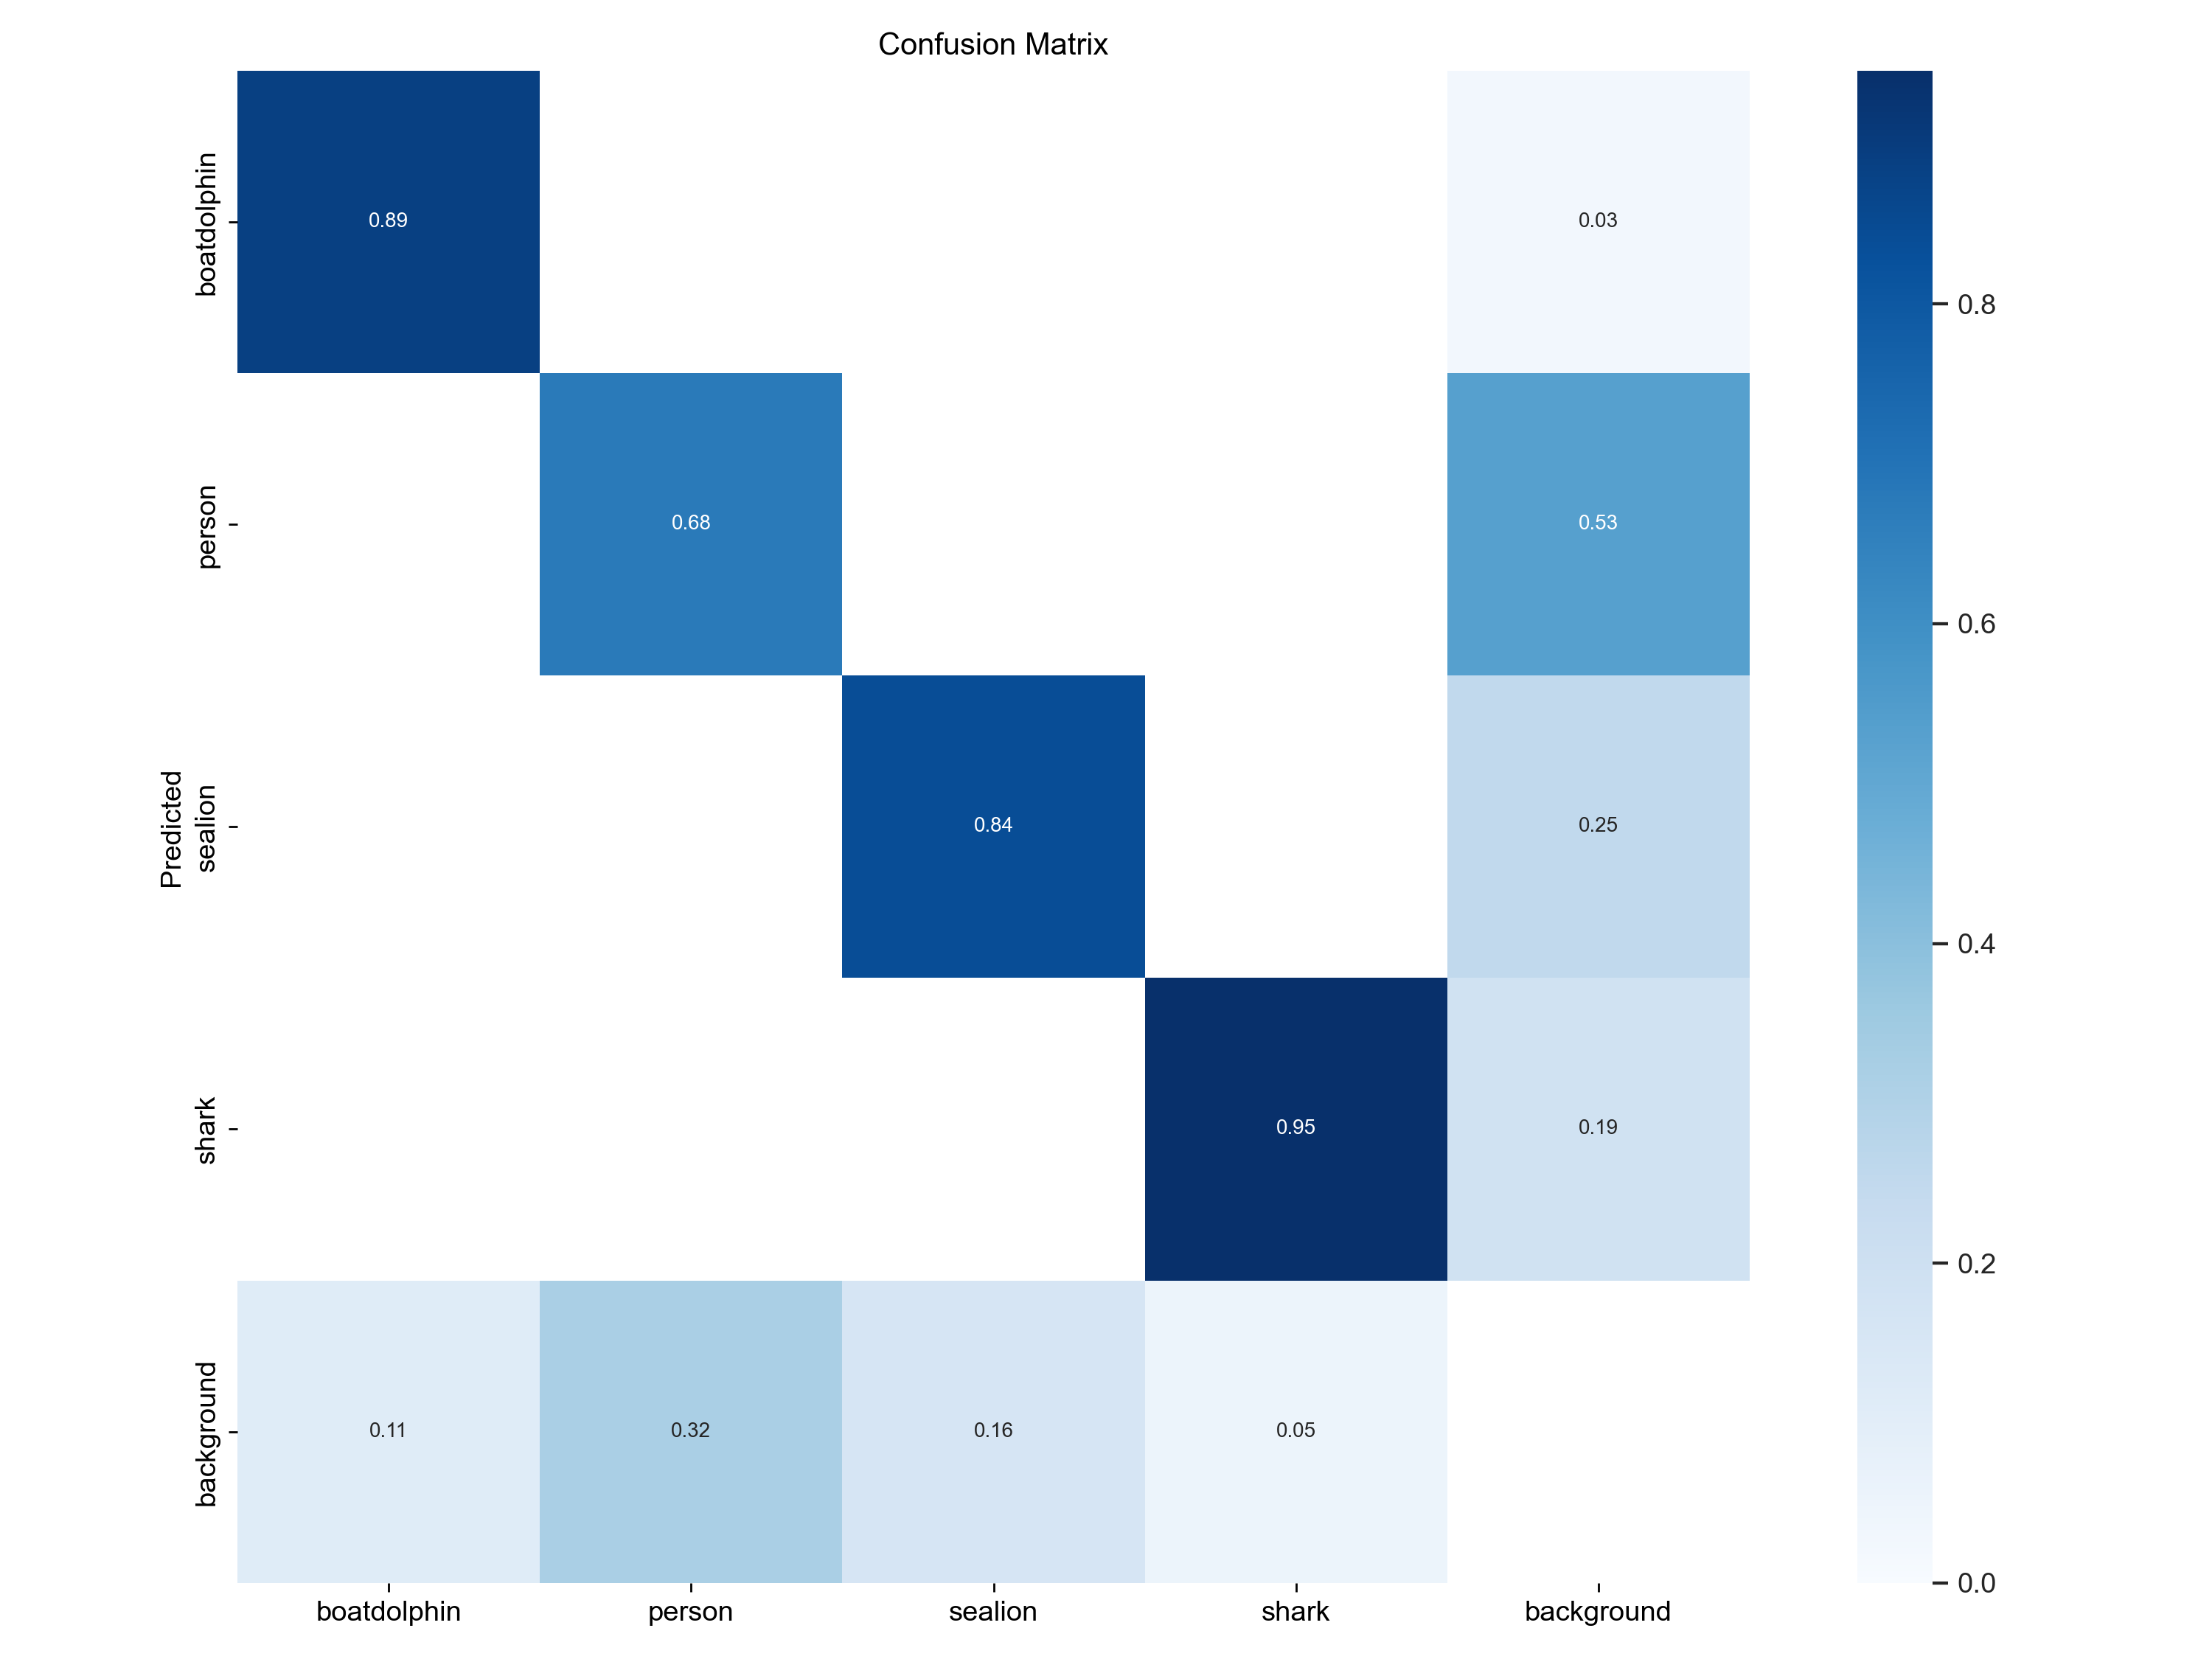 Confusion Matrix
boatdolphin
0.89
0.03
person
0.68
0.53
Predicted
sealion
0.84
0.25
shark
0.95
0.19
background
0.11
0.32
0.16
0.05
boatdolphin
person
sealion
shark
background
0.8
0.6
0.4
0.2
0.0